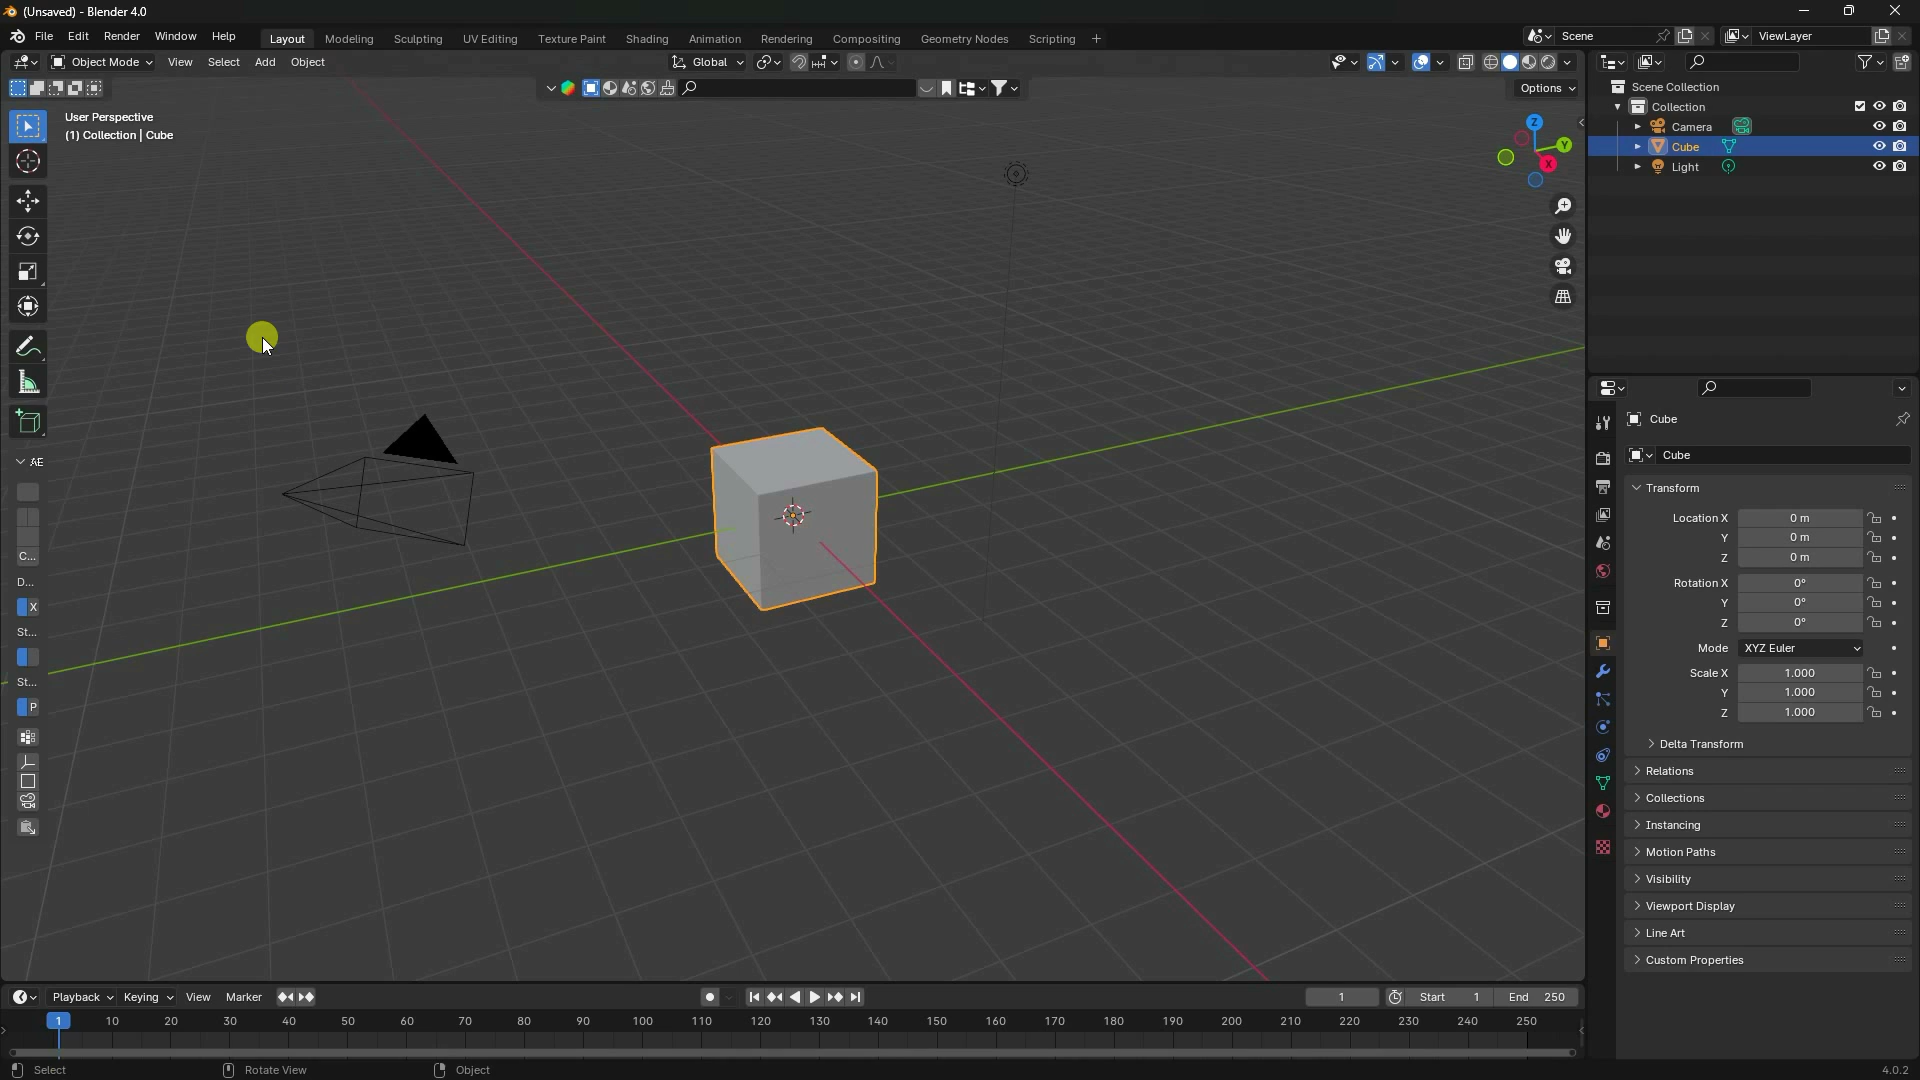 (Unsaved) - Blender 4.0
File Edit Render Window Help
Layout Modeling Sculpting UV Editing Texture Paint Shading Animation Rendering Compositing Geometry Nodes Scripting +
Scene
ViewLayer
Object Mode View Select Add Object
Global
Options
User Perspective
(1) Collection | Cube
Z
Y
X
Scene Collection
Collection
Camera
Cube
Light
AE
C...
D...
X
St...
St...
P
Cube
Cube
Transform
Location X 0 m
Y 0 m
Z 0 m
Rotation X 0°
Y 0°
Z 0°
Mode XYZ Euler
Scale X 1.000
Y 1.000
Z 1.000
Delta Transform
Relations
Collections
Instancing
Motion Paths
Visibility
Viewport Display
Line Art
Custom Properties
Playback Keying View Marker
1 Start 1 End 250
1 10 20 30 40 50 60 70 80 90 100 110 120 130 140 150 160 170 180 190 200 210 220 230 240 250
Select Rotate View Object
4.0.2